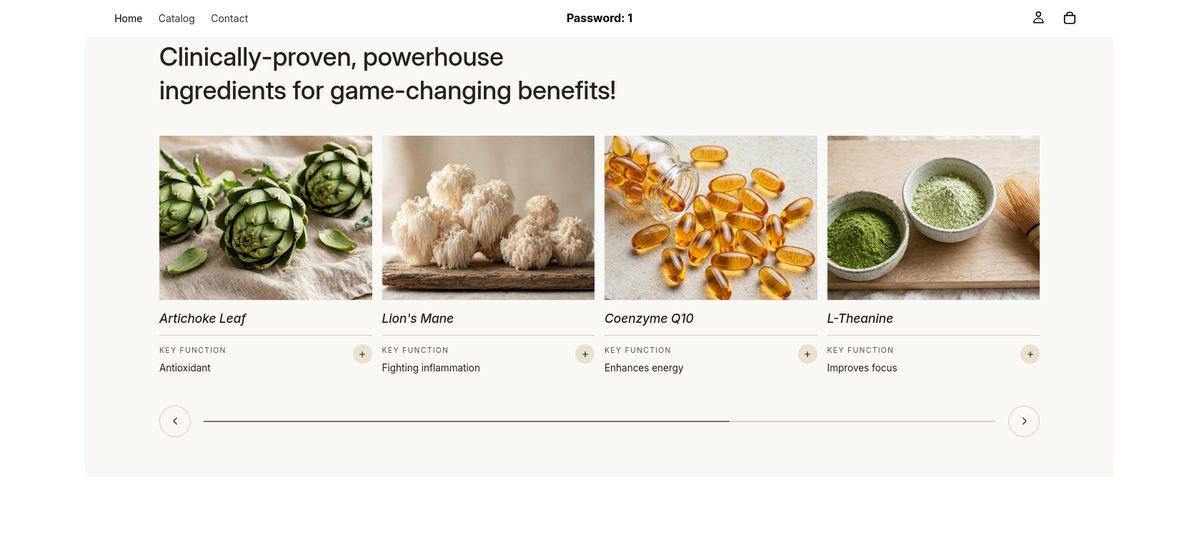 Home Catalog Contact Password: 1
Clinically-proven, powerhouse
ingredients for game-changing benefits!
Artichoke Leaf
KEY FUNCTION
Antioxidant
Lion's Mane
KEY FUNCTION
Fighting inflammation
Coenzyme Q10
KEY FUNCTION
Enhances energy
L-Theanine
KEY FUNCTION
Improves focus